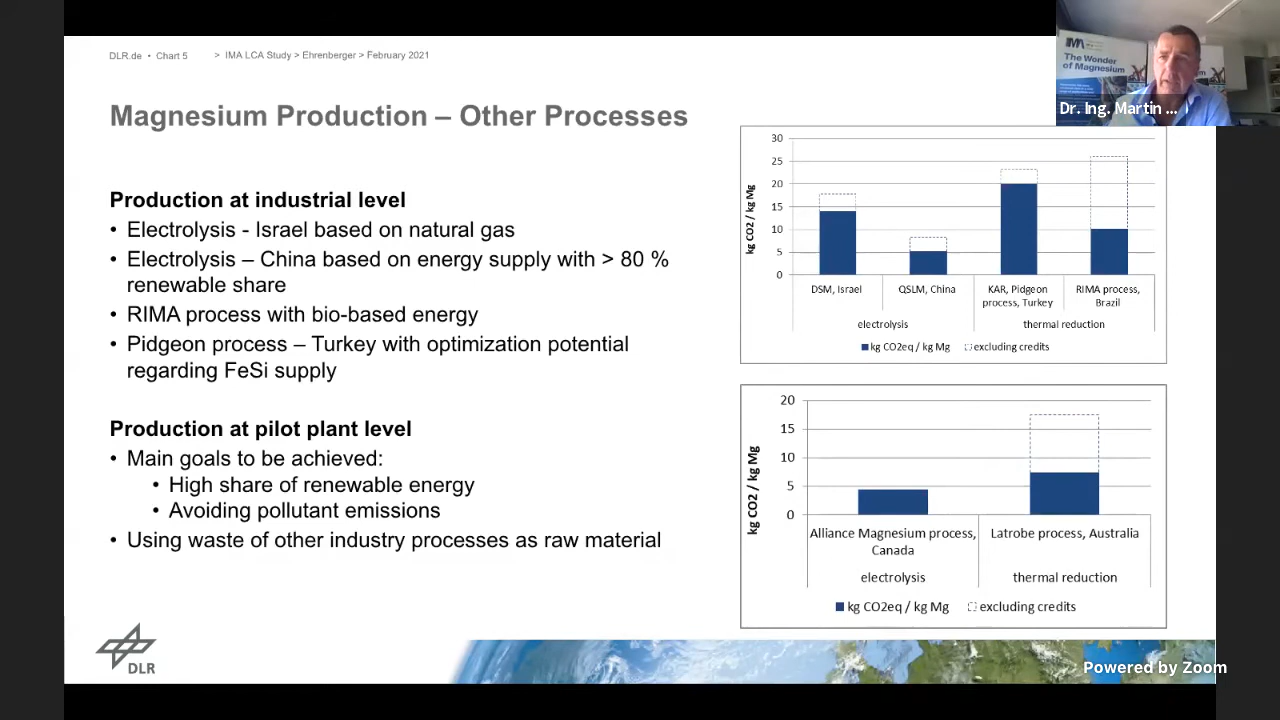 DLR.de • Chart 5 > IMA LCA Study > Ehrenberger > February 2021
IMA
The Wonder
of Magnesium
Dr. Ing. Martin ...
Magnesium Production – Other Processes
Production at industrial level
• Electrolysis - Israel based on natural gas
• Electrolysis – China based on energy supply with > 80 %
renewable share
• RIMA process with bio-based energy
• Pidgeon process – Turkey with optimization potential
regarding FeSi supply
Production at pilot plant level
• Main goals to be achieved:
• High share of renewable energy
• Avoiding pollutant emissions
• Using waste of other industry processes as raw material
kg CO2 / kg Mg
30
25
20
15
10
5
0
DSM, Israel
QSLM, China
KAR, Pidgeon
process, Turkey
RIMA process,
Brazil
electrolysis
thermal reduction
kg CO2eq / kg Mg
excluding credits
kg CO2 / kg Mg
20
15
10
5
0
Alliance Magnesium process,
Canada
Latrobe process, Australia
electrolysis
thermal reduction
kg CO2eq / kg Mg
excluding credits
DLR
Powered by Zoom